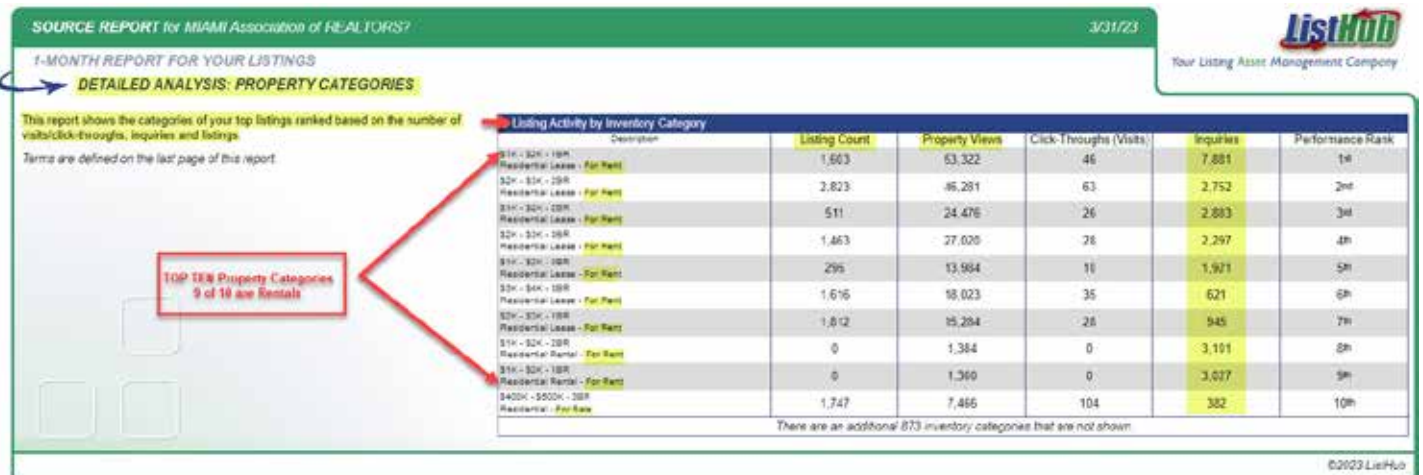 SOURCE REPORT for MIAMI Association of REALTORS?
3/31/23
ListHub
Your Listing Asset Management Company
1-MONTH REPORT FOR YOUR LISTINGS
DETAILED ANALYSIS: PROPERTY CATEGORIES
This report shows the categories of your top listings ranked based on the number of
visits/click-throughs, inquiries and listings.
Terms are defined on the last page of this report.
TOP TEN Property Categories
9 of 10 are Rentals
Listing Activity by Inventory Category
Description Listing Count Property Views Click-Throughs (Visits) Inquiries Performance Rank
$1K - $2K - 1BR
Residential Lease - For Rent 1,603 53,322 46 7,881 1st
$2K - $3K - 2BR
Residential Lease - For Rent 2,823 46,281 63 2,752 2nd
$1K - $2K - 2BR
Residential Lease - For Rent 511 24,476 26 2,883 3rd
$2K - $3K - 3BR
Residential Lease - For Rent 1,463 27,020 28 2,297 4th
$1K - $2K
Residential Lease - For Rent 295 13,984 10 1,921 5th
$3K - $4K - 3BR
Residential Lease - For Rent 1,616 18,023 35 621 6th
$2K - $3K - 1BR
Residential Lease - For Rent 1,812 15,284 28 945 7th
$1K - $2K - 2BR
Residential Rental - For Rent 0 1,384 0 3,101 8th
$1K - $2K - 1BR
Residential Rental - For Rent 0 1,360 0 3,027 9th
$400K - $500K - 3BR
Residential - For Sale 1,747 7,466 104 382 10th
There are an additional 873 inventory categories that are not shown.
©2023 ListHub